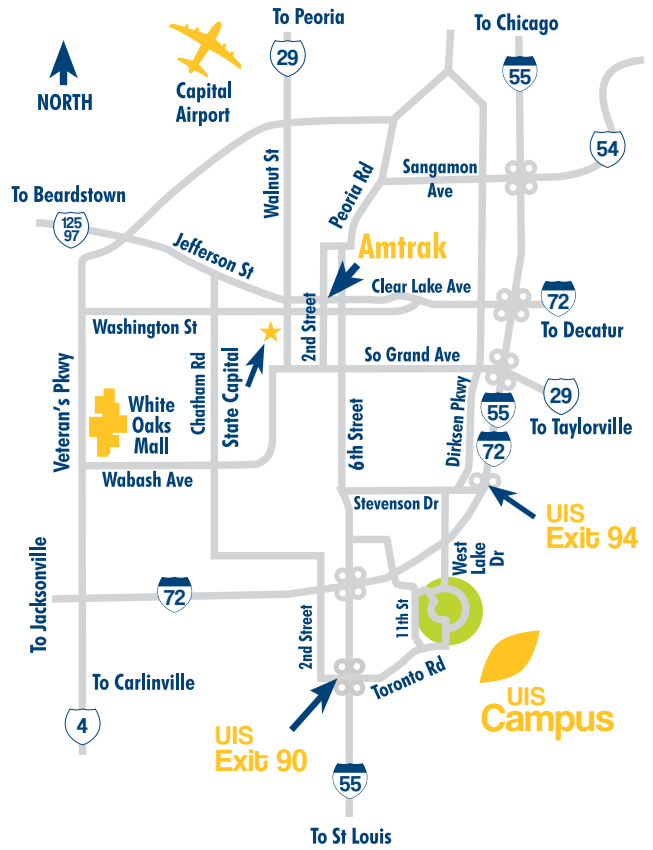 To Peoria
29
To Chicago
55
NORTH
Capital
Airport
54
Walnut St
Sangamon
Ave
Peoria Rd
To Beardstown
125
97
Jefferson St
Amtrak
Clear Lake Ave
72
To Decatur
Washington St
2nd Street
State Capital
Chatham Rd
Veteran's Pkwy
So Grand Ave
29
To Taylorville
55
72
Dirksen Pkwy
6th Street
White
Oaks
Mall
Wabash Ave
Stevenson Dr
UIS
Exit 94
West
Lake
Dr
To Jacksonville
72
2nd Street
11th St
Toronto Rd
To Carlinville
4
UIS
Campus
UIS
Exit 90
55
To St Louis